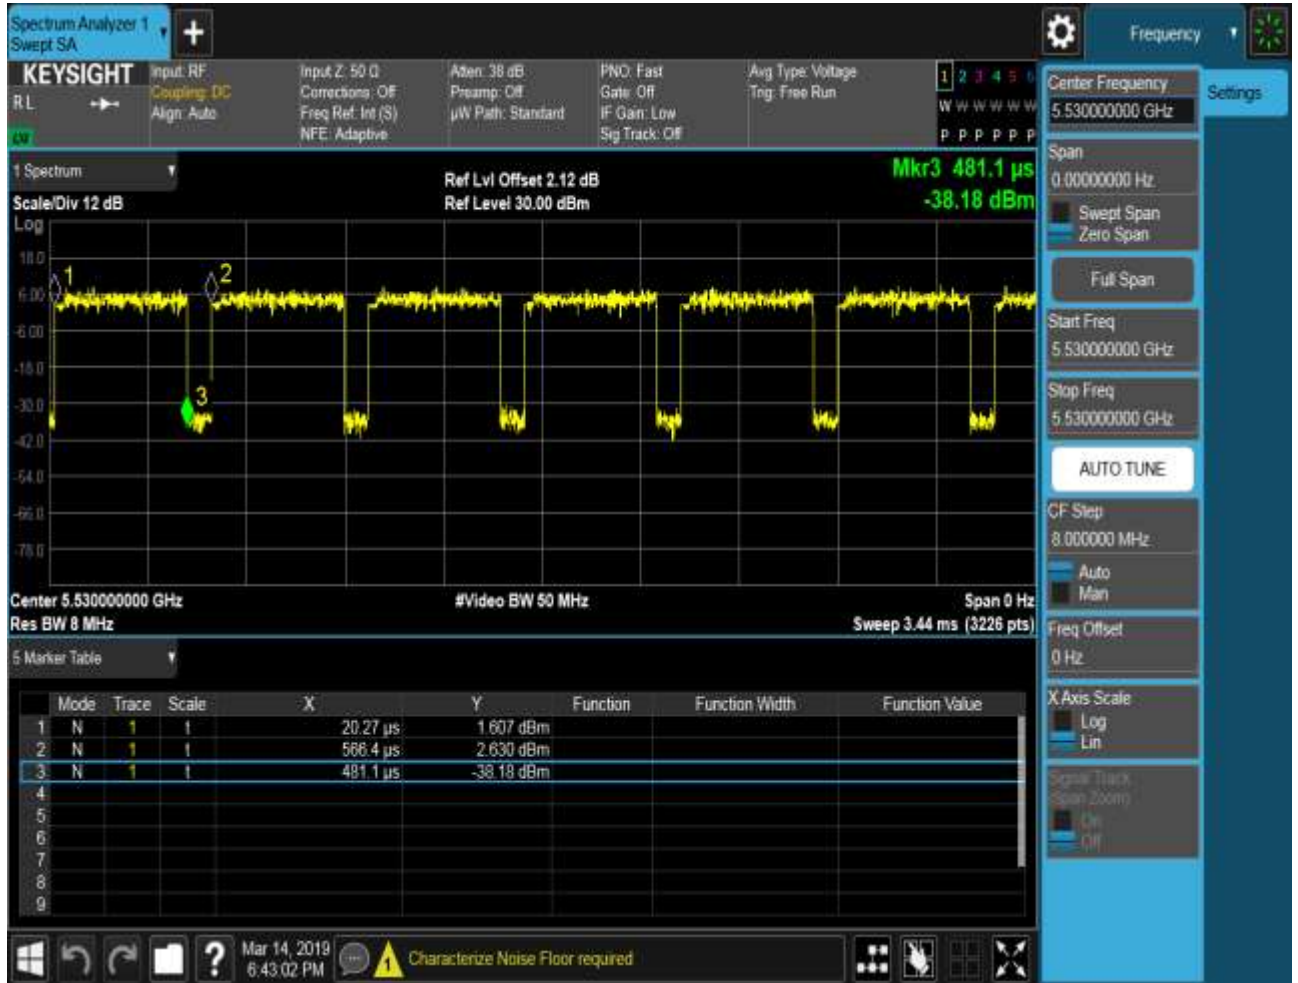 Spectrum Analyzer 1
Swept SA
Frequency
KEYSIGHT
R L
Input: RF
Coupling: DC
Align: Auto
Input Z: 50 Ω
Corrections: Off
Freq Ref: Int (S)
NFE: Adaptive
Atten: 38 dB
Preamp: Off
µW Path: Standard
PNO: Fast
Gate: Off
IF Gain: Low
Sig Track: Off
Avg Type: Voltage
Trig: Free Run
1 2 3 4 5 6
W W W W W W
P P P P P P
1 Spectrum
Scale/Div 12 dB
Ref Lvl Offset 2.12 dB
Ref Level 30.00 dBm
Mkr3 481.1 µs
-38.18 dBm
Log
18.0
6.00
-6.00
-18.0
-30.0
-42.0
-54.0
-66.0
-78.0
1
2
3
Center 5.530000000 GHz
#Video BW 50 MHz
Span 0 Hz
Res BW 8 MHz
Sweep 3.44 ms (3226 pts)
5 Marker Table
Mode Trace Scale X Y Function Function Width Function Value
1 N 1 t 20.27 µs 1.607 dBm
2 N 1 t 566.4 µs 2.630 dBm
3 N 1 t 481.1 µs -38.18 dBm
4
5
6
7
8
9
Mar 14, 2019
6:43:02 PM
?
1
Characterize Noise Floor required
Center Frequency
5.530000000 GHz
Settings
Span
0.00000000 Hz
Swept Span
Zero Span
Full Span
Start Freq
5.530000000 GHz
Stop Freq
5.530000000 GHz
AUTO TUNE
CF Step
8.000000 MHz
Auto
Man
Freq Offset
0 Hz
X Axis Scale
Log
Lin
Signal Track
(Span Zoom)
On
Off